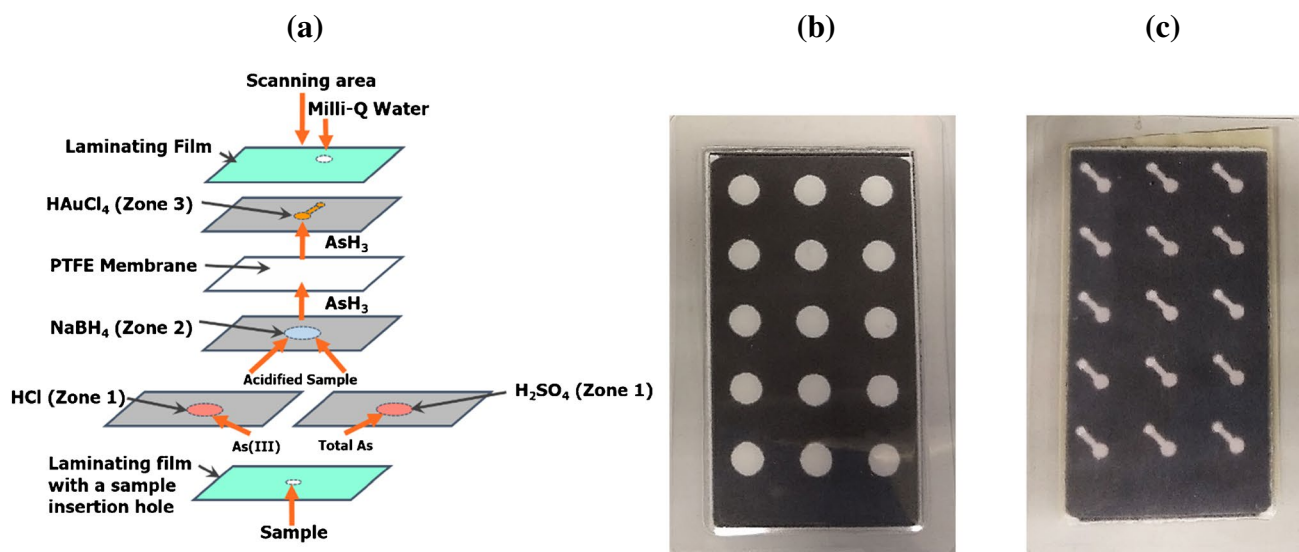 (a)
(b)
(c)
Scanning area
Milli-Q Water
Laminating Film
HAuCl4 (Zone 3)
AsH3
PTFE Membrane
AsH3
NaBH4 (Zone 2)
Acidified Sample
HCl (Zone 1)
H2SO4 (Zone 1)
As(III)
Total As
Laminating film
with a sample
insertion hole
Sample